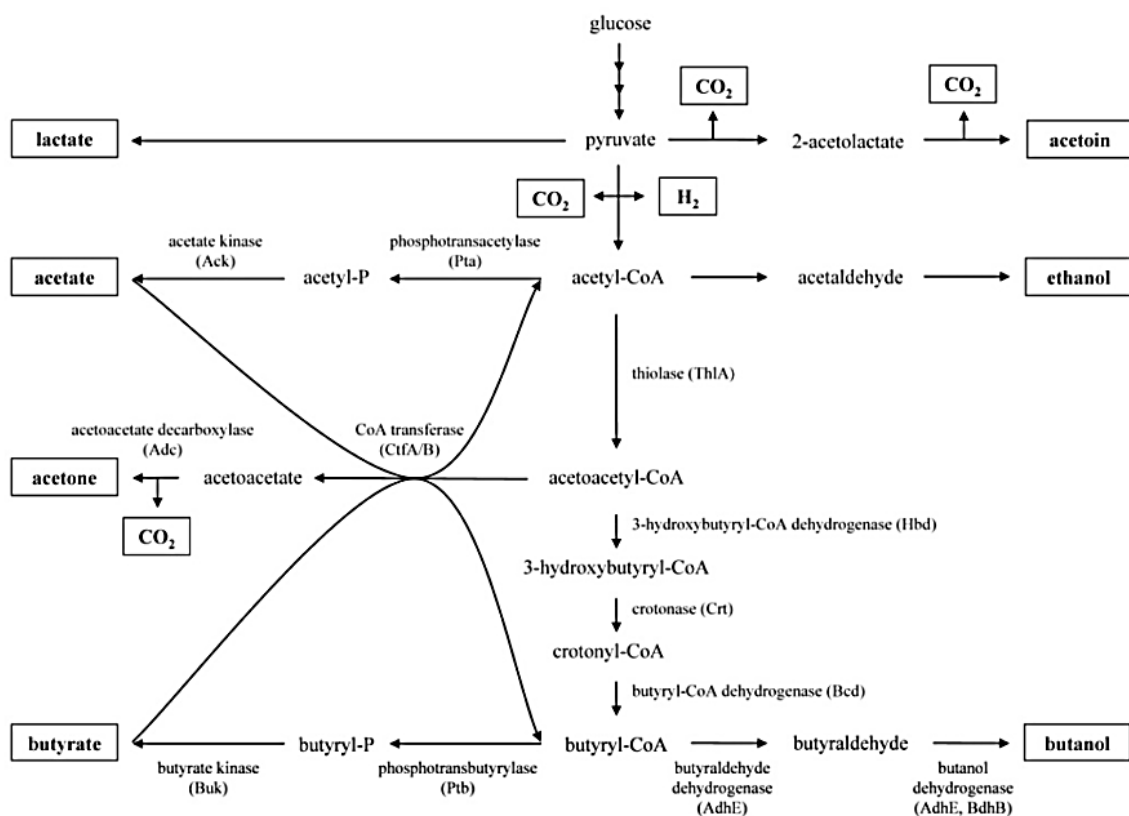 glucose
CO₂
CO₂
lactate
pyruvate
2-acetolactate
acetoin
CO₂
H₂
acetate kinase
(Ack)
phosphotransacetylase
(Pta)
acetate
acetyl-P
acetyl-CoA
acetaldehyde
ethanol
thiolase (ThlA)
acetoacetate decarboxylase
(Adc)
CoA transferase
(CtfA/B)
acetone
acetoacetate
acetoacetyl-CoA
CO₂
3-hydroxybutyryl-CoA dehydrogenase (Hbd)
3-hydroxybutyryl-CoA
crotonase (Crt)
crotonyl-CoA
butyryl-CoA dehydrogenase (Bcd)
butyrate
butyryl-P
butyryl-CoA
butyraldehyde
butanol
butyrate kinase
(Buk)
phosphotransbutyrylase
(Ptb)
butyraldehyde
dehydrogenase
(AdhE)
butanol
dehydrogenase
(AdhE, BdhB)